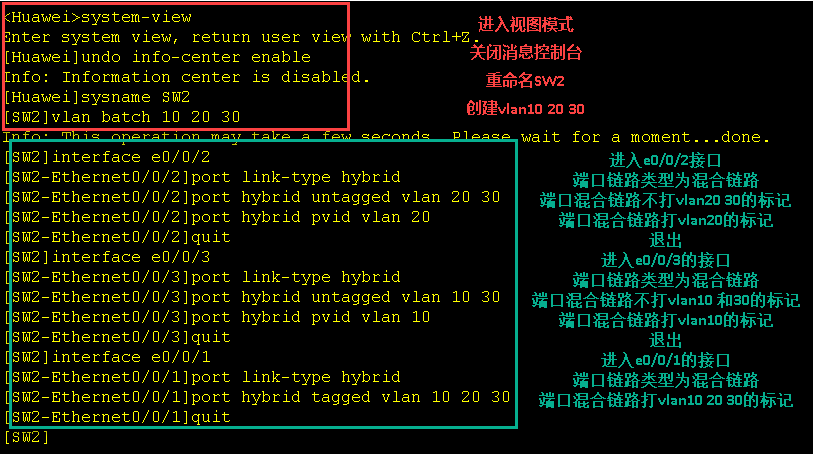 <Huawei>system-view
进入视图模式
Enter system view, return user view with Ctrl+Z.
关闭消息控制台
[Huawei]undo info-center enable
Info: Information center is disabled.
重命名SW2
[Huawei]sysname SW2
创建vlan10 20 30
[SW2]vlan batch 10 20 30
Info: This operation may take a few seconds. Please wait for a moment...done.
[SW2]interface e0/0/2
进入e0/0/2接口
[SW2-Ethernet0/0/2]port link-type hybrid
端口链路类型为混合链路
[SW2-Ethernet0/0/2]port hybrid untagged vlan 20 30
端口混合链路不打vlan20 30的标记
[SW2-Ethernet0/0/2]port hybrid pvid vlan 20
端口混合链路打vlan20的标记
[SW2-Ethernet0/0/2]quit
退出
[SW2]interface e0/0/3
进入e0/0/3的接口
[SW2-Ethernet0/0/3]port link-type hybrid
端口链路类型为混合链路
[SW2-Ethernet0/0/3]port hybrid untagged vlan 10 30
端口混合链路不打vlan10 和30的标记
[SW2-Ethernet0/0/3]port hybrid pvid vlan 10
端口混合链路打vlan10的标记
[SW2-Ethernet0/0/3]quit
退出
[SW2]interface e0/0/1
进入e0/0/1的接口
[SW2-Ethernet0/0/1]port link-type hybrid
端口链路类型为混合链路
[SW2-Ethernet0/0/1]port hybrid tagged vlan 10 20 30
端口混合链路打vlan10 20 30的标记
[SW2-Ethernet0/0/1]quit
[SW2]